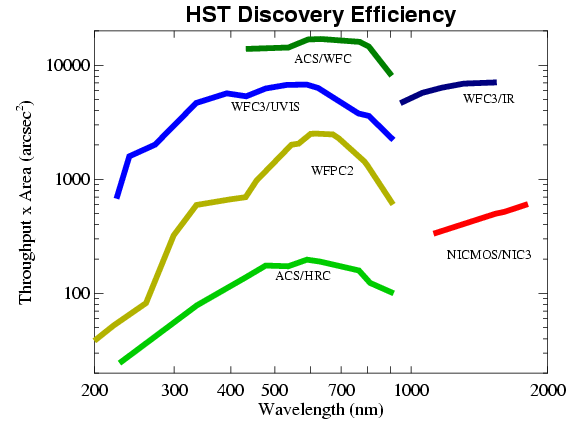 HST Discovery Efficiency
Throughput x Area (arcsec²)
10000
1000
100
ACS/WFC
WFC3/UVIS
WFC3/IR
WFPC2
NICMOS/NIC3
ACS/HRC
200 300 400 500 700 1000 2000
Wavelength (nm)